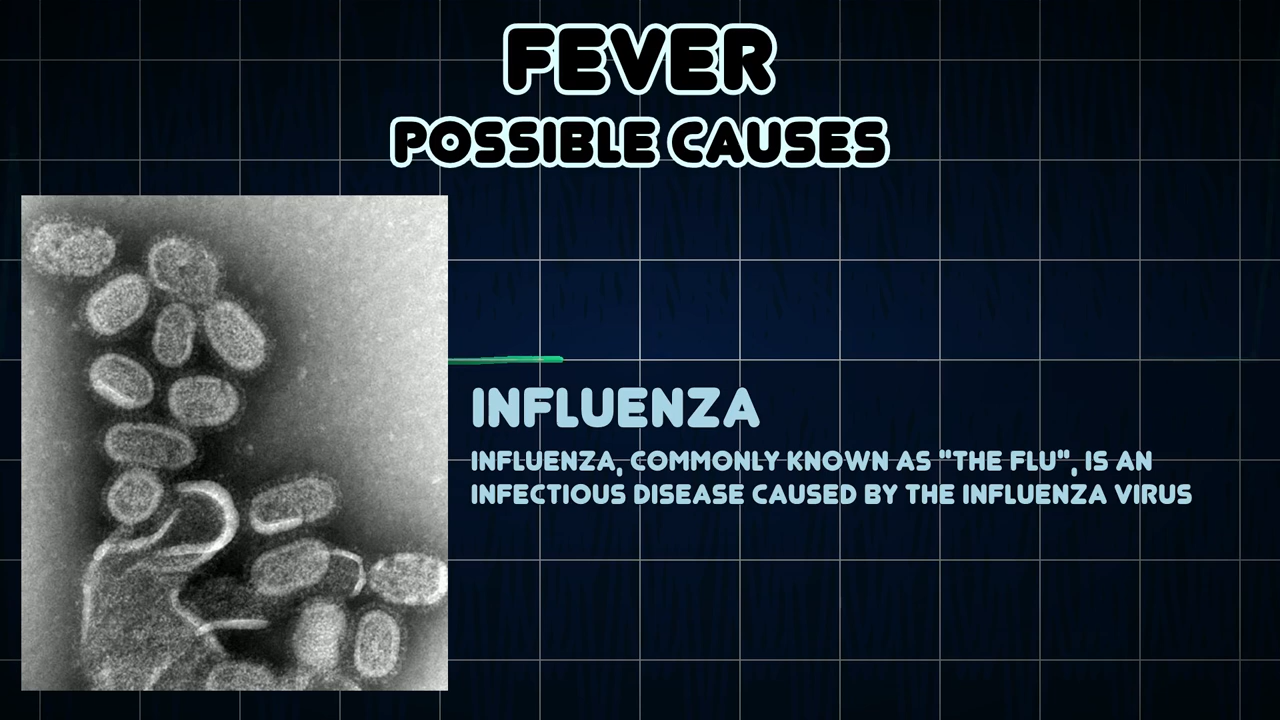 FEVER
POSSIBLE CAUSES
INFLUENZA
INFLUENZA, COMMONLY KNOWN AS "THE FLU", IS AN
INFECTIOUS DISEASE CAUSED BY THE INFLUENZA VIRUS